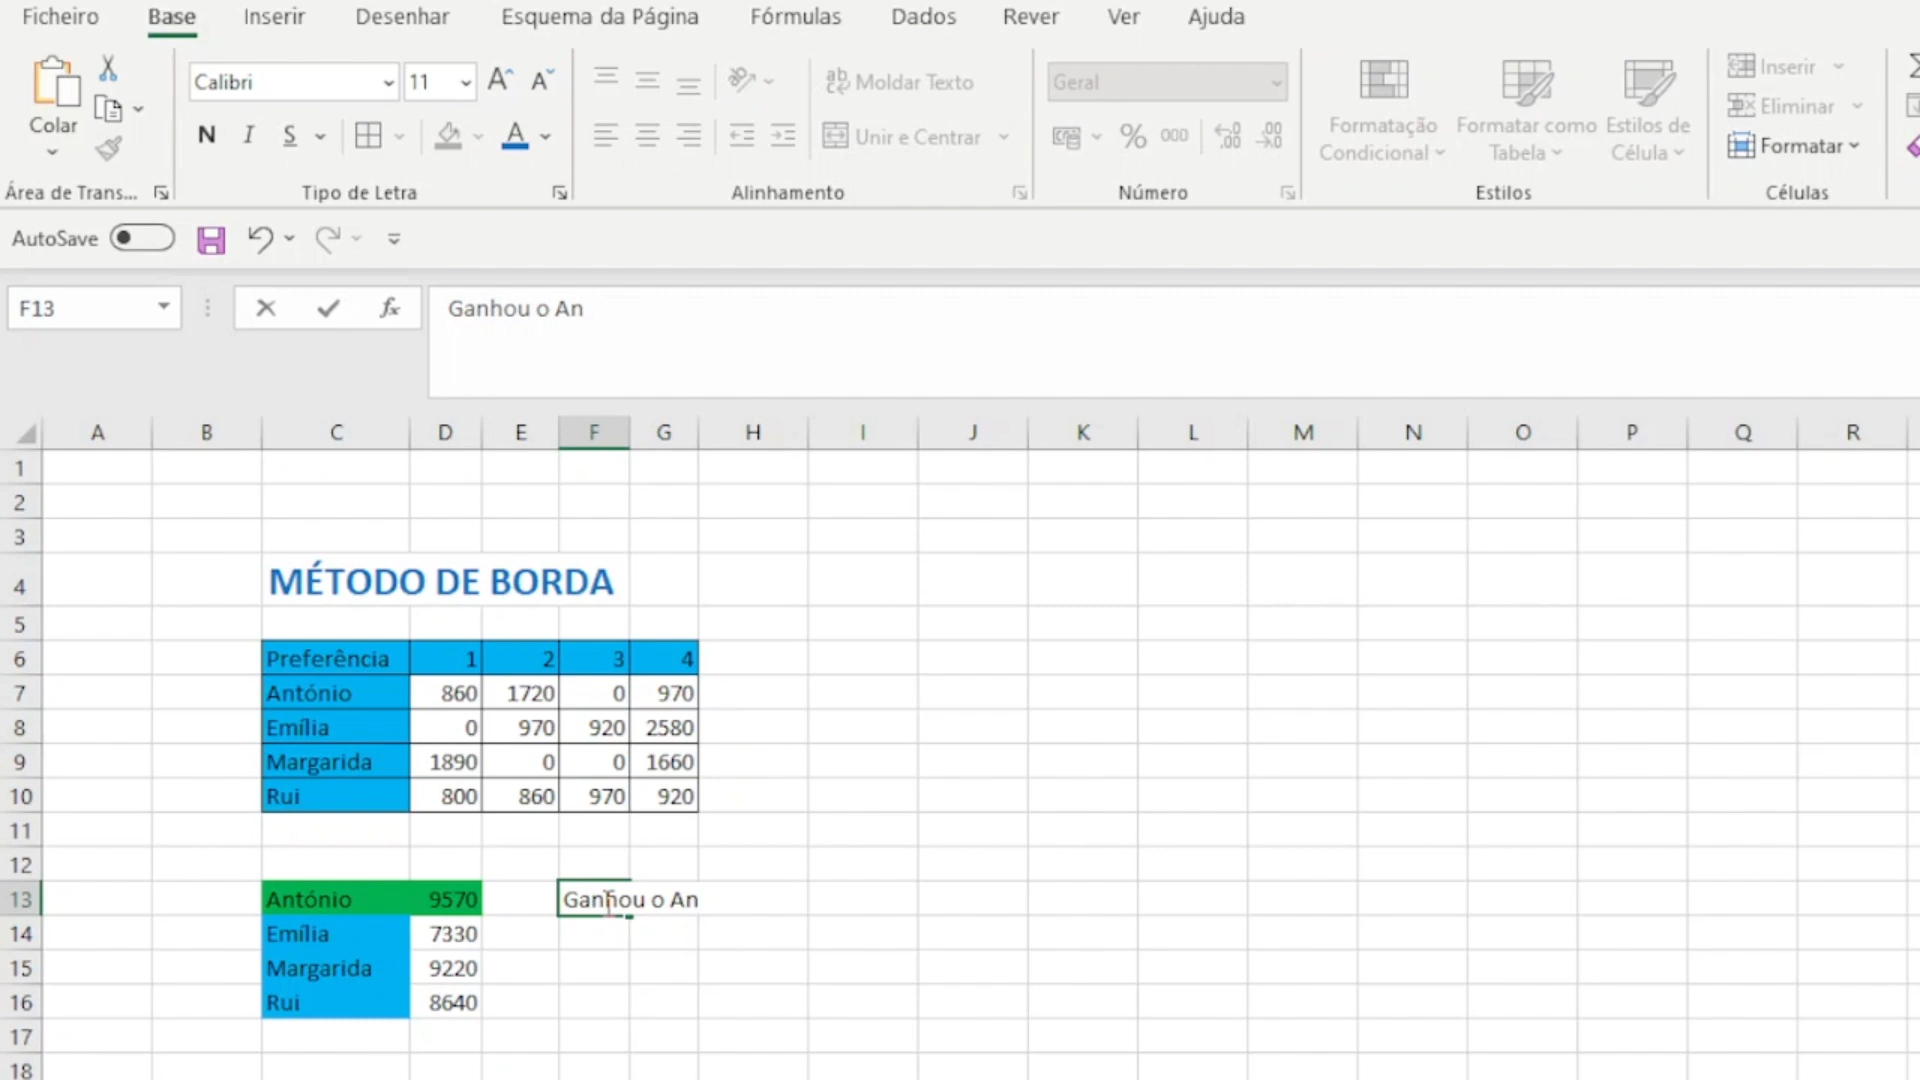 Ficheiro Base Inserir Desenhar Esquema da Página Fórmulas Dados Rever Ver Ajuda
Colar
Calibri 11 A A
N I S A
ab Moldar Texto
Unir e Centrar
Geral
% 000
Formatação Condicional
Formatar como Tabela
Estilos de Célula
Inserir
Eliminar
Formatar
Área de Trans... Tipo de Letra Alinhamento Número Estilos Células
AutoSave
F13 fx Ganhou o An
A B C D E F G H I J K L M N O P Q R
1
2
3
4 MÉTODO DE BORDA
5
6 Preferência 1 2 3 4
7 António 860 1720 0 970
8 Emília 0 970 920 2580
9 Margarida 1890 0 0 1660
10 Rui 800 860 970 920
11
12
13 António 9570 Ganhou o An
14 Emília 7330
15 Margarida 9220
16 Rui 8640
17
18